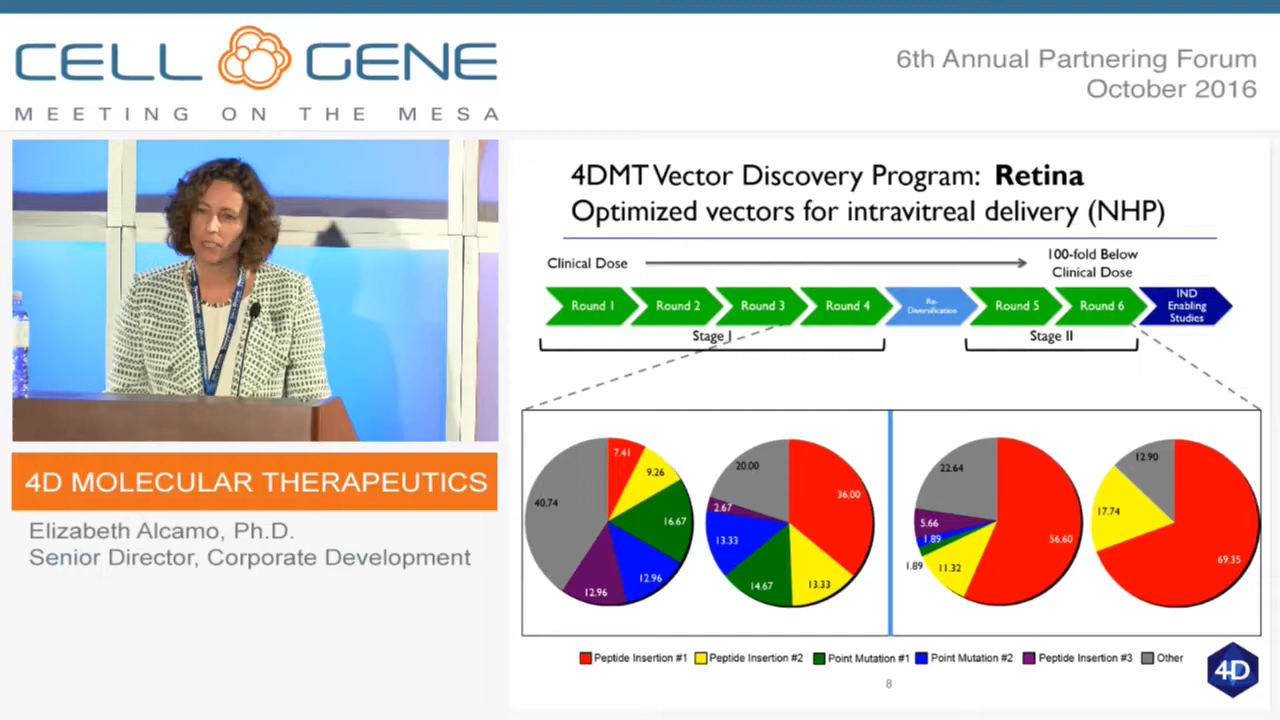 CELL GENE
MEETING ON THE MESA
6th Annual Partnering Forum
October 2016
4DMT Vector Discovery Program: Retina
Optimized vectors for intravitreal delivery (NHP)
Clinical Dose
100-fold Below
Clinical Dose
Round 1
Round 2
Round 3
Round 4
Re-
Diversification
Round 5
Round 6
IND
Enabling
Studies
Stage I
Stage II
7.41
9.26
16.67
12.96
12.96
40.74
36.00
13.33
14.67
13.33
2.67
20.00
56.60
11.32
1.89
1.89
5.66
22.64
69.35
17.74
12.90
Peptide Insertion #1
Peptide Insertion #2
Point Mutation #1
Point Mutation #2
Peptide Insertion #3
Other
8
4D
4D MOLECULAR THERAPEUTICS
Elizabeth Alcamo, Ph.D.
Senior Director, Corporate Development